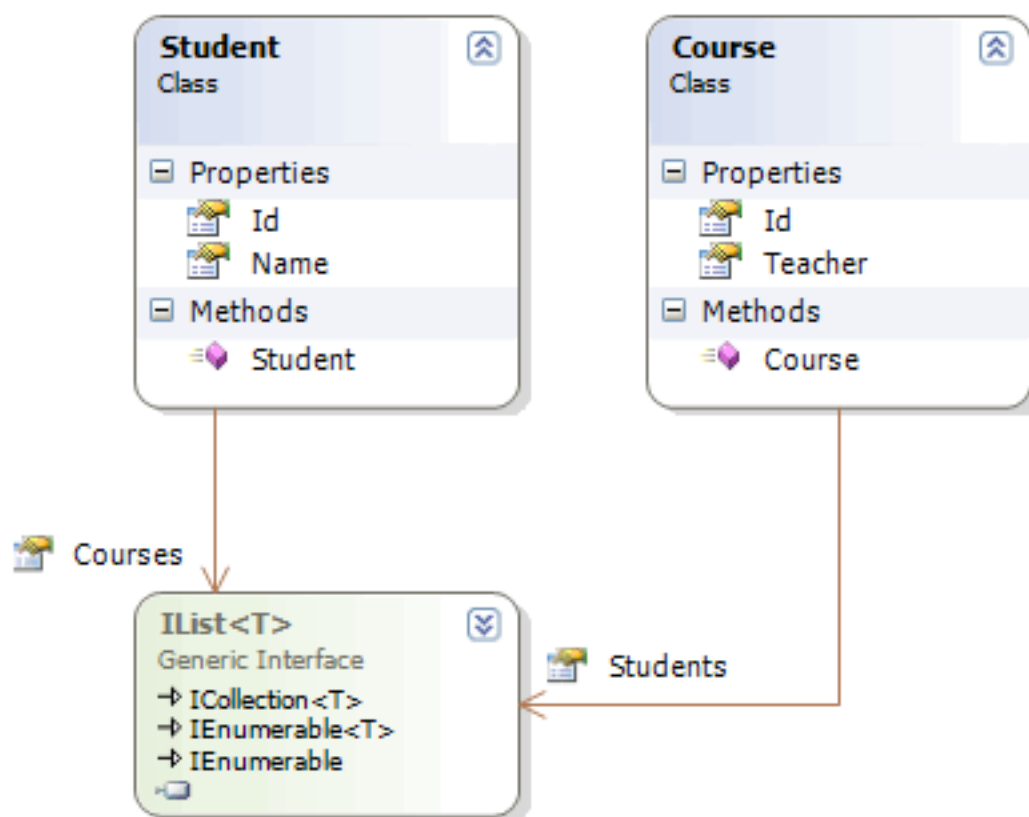 Student
Class
Properties
Id
Name
Methods
Student
Course
Class
Properties
Id
Teacher
Methods
Course
Courses
IList<T>
Generic Interface
ICollection<T>
IEnumerable<T>
IEnumerable
Students